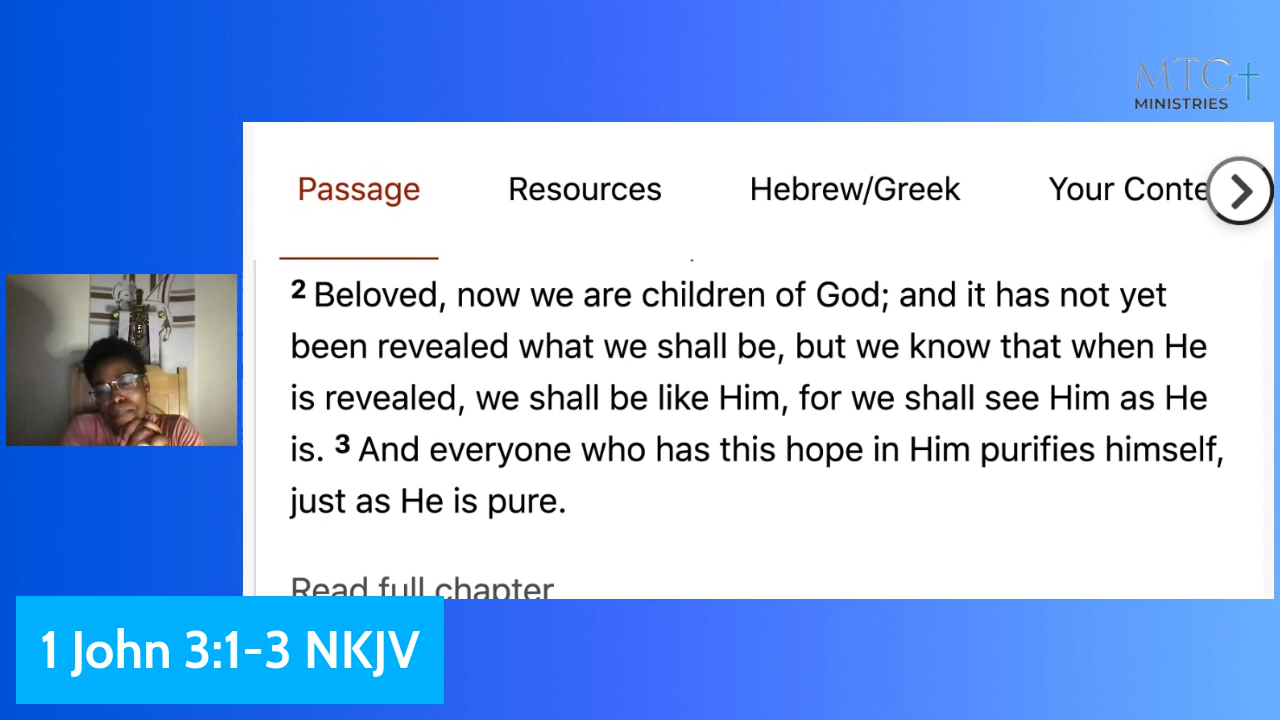 MTG
MINISTRIES
Passage Resources Hebrew/Greek Your Conte
2 Beloved, now we are children of God; and it has not yet
been revealed what we shall be, but we know that when He
is revealed, we shall be like Him, for we shall see Him as He
is. 3 And everyone who has this hope in Him purifies himself,
just as He is pure.
Read full chapter
1 John 3:1-3 NKJV